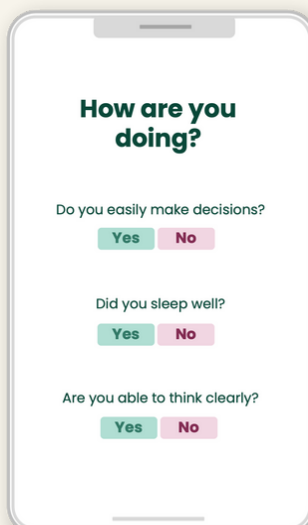 How are you
doing?
Do you easily make decisions?
Yes No
Did you sleep well?
Yes No
Are you able to think clearly?
Yes No